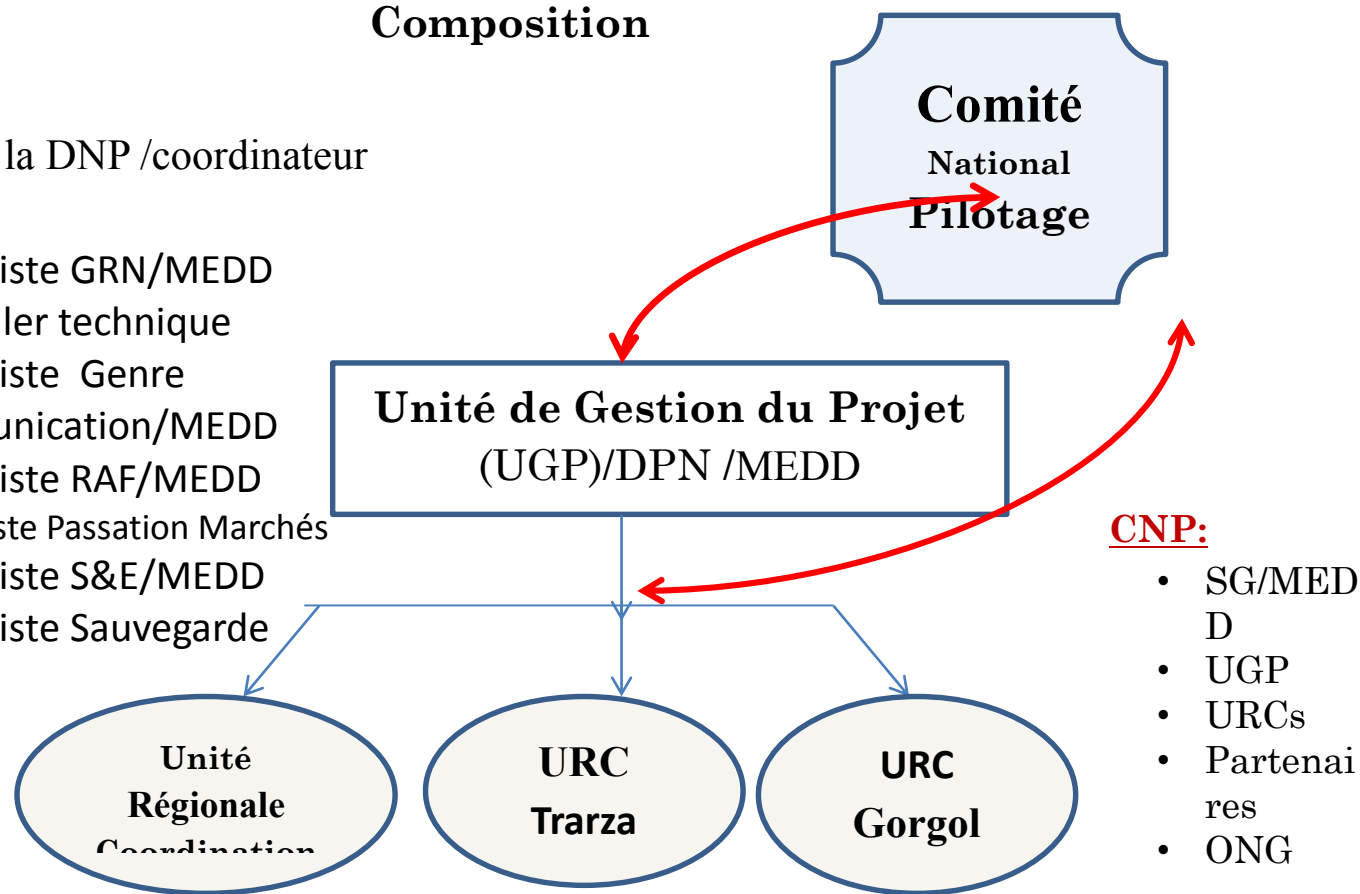 Composition
Comité
National
Pilotage
la DNP /coordinateur
iste GRN/MEDD
ler technique
iste Genre
unication/MEDD
iste RAF/MEDD
ste Passation Marchés
iste S&E/MEDD
iste Sauvegarde
Unité de Gestion du Projet
(UGP)/DPN /MEDD
CNP:
• SG/MED
D
• UGP
• URCs
• Partenai
res
• ONG
Unité
Régionale
Coordination
URC
Trarza
URC
Gorgol